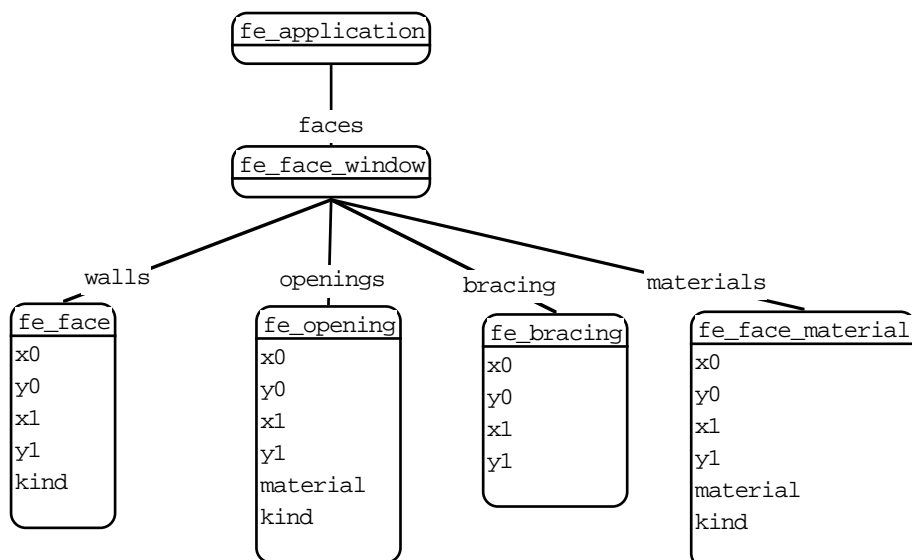 fe_application
faces
fe_face_window
walls
openings
bracing
materials
fe_face
x0
y0
x1
y1
kind
fe_opening
x0
y0
x1
y1
material
kind
fe_bracing
x0
y0
x1
y1
fe_face_material
x0
y0
x1
y1
material
kind